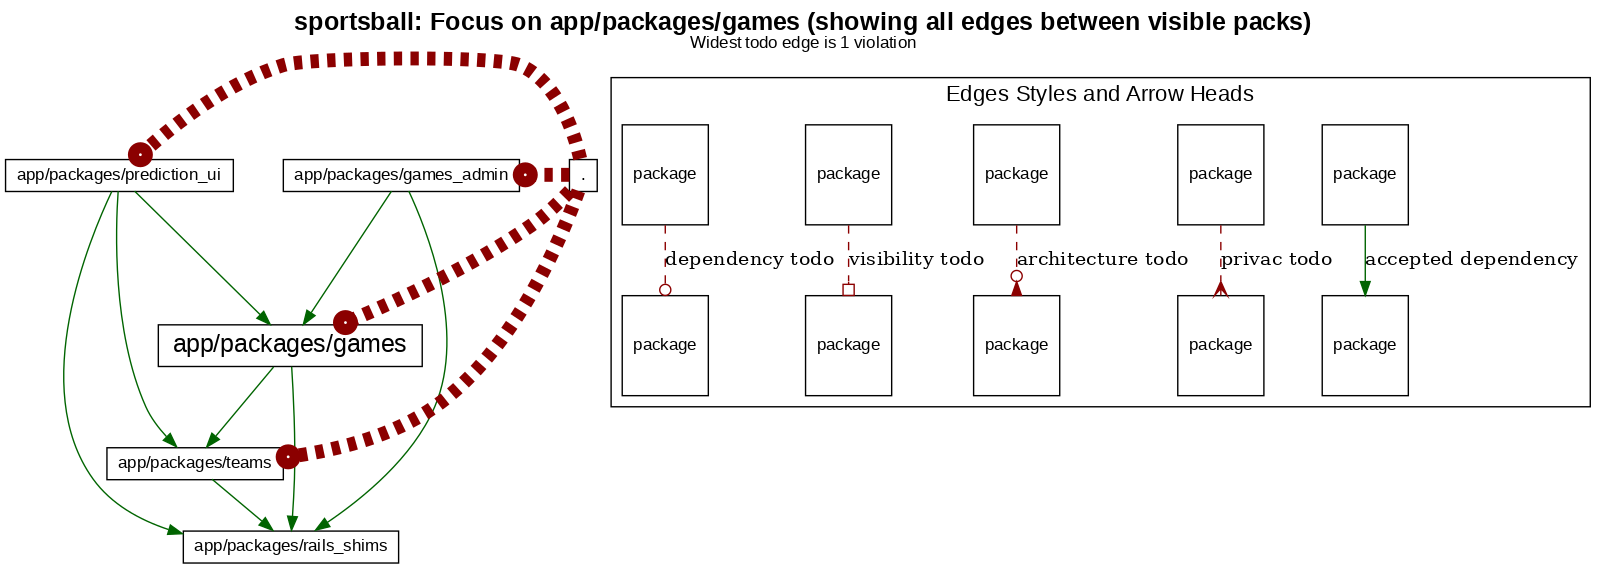 sportsball: Focus on app/packages/games (showing all edges between visible packs)
Widest todo edge is 1 violation
app/packages/prediction_ui
app/packages/games_admin
.
app/packages/games
app/packages/teams
app/packages/rails_shims
Edges Styles and Arrow Heads
package
package
package
package
package
dependency todo
visibility todo
architecture todo
privac todo
accepted dependency
package
package
package
package
package